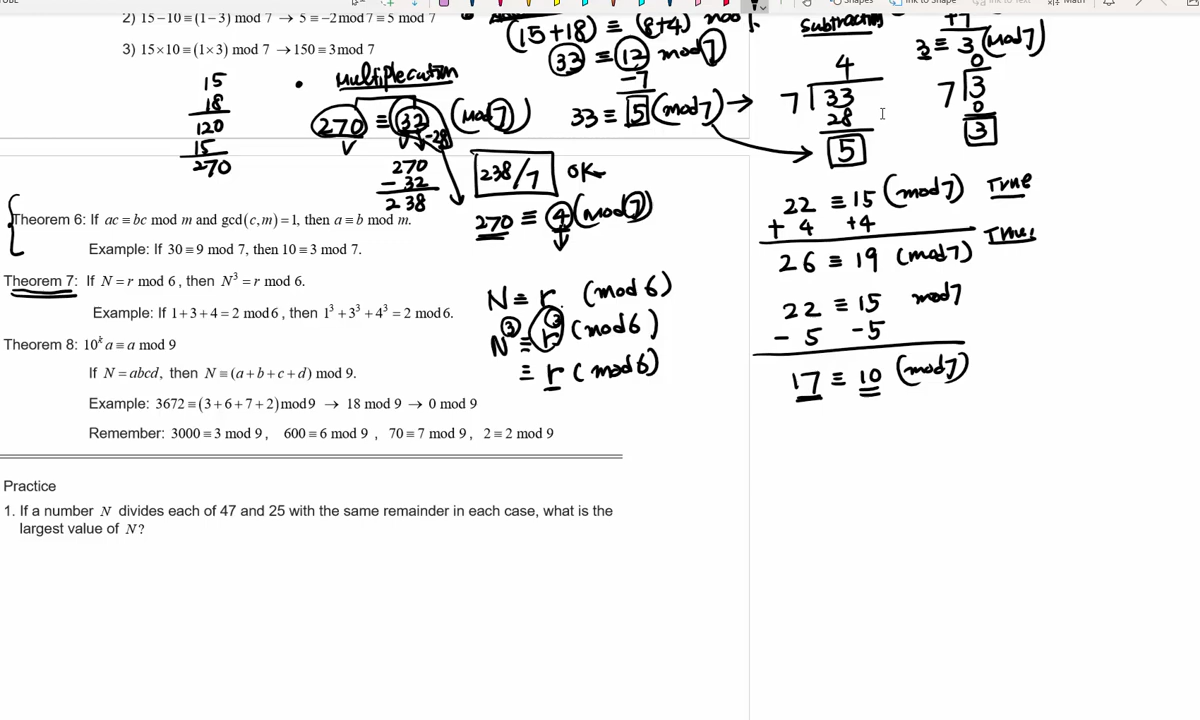 2) 15−10≡(1−3) mod 7 → 5≡−2mod7≡5 mod 7
3) 15×10≡(1×3) mod 7 →150≡3mod 7
15
18
120
15
270
• Multiplecation
270 ≡ 32 (mod 7)
-28
270
- 32
238
(15+18) ≡ (8+4) mod
33 ≡ 12 mod 7
-7
33 ≡ 5 (mod 7) →
238/7 OK
270 ≡ 4 (mod 7)
Subtracting
4
7 33
28
5
+7
3 ≡ 3 (mod 7)
0
7 3
0
3
22 ≡ 15 (mod 7) True
+ 4 +4
26 ≡ 19 (mod 7) True
22 ≡ 15 mod 7
- 5 -5
17 ≡ 10 (mod 7)
Theorem 6: If ac≡bc mod m and gcd(c,m)=1, then a≡b mod m.
Example: If 30≡9 mod 7, then 10≡3 mod 7.
Theorem 7: If N=r mod 6, then N³=r mod 6.
Example: If 1+3+4=2 mod 6, then 1³+3³+4³=2 mod 6.
N ≡ r (mod 6)
N³ ≡ r³ (mod 6)
≡ r (mod 6)
Theorem 8: 10ᵏa≡a mod 9
If N=abcd, then N≡(a+b+c+d) mod 9.
Example: 3672≡(3+6+7+2)mod 9 → 18 mod 9 → 0 mod 9
Remember: 3000≡3 mod 9, 600≡6 mod 9, 70≡7 mod 9, 2≡2 mod 9
Practice
1. If a number N divides each of 47 and 25 with the same remainder in each case, what is the
largest value of N?